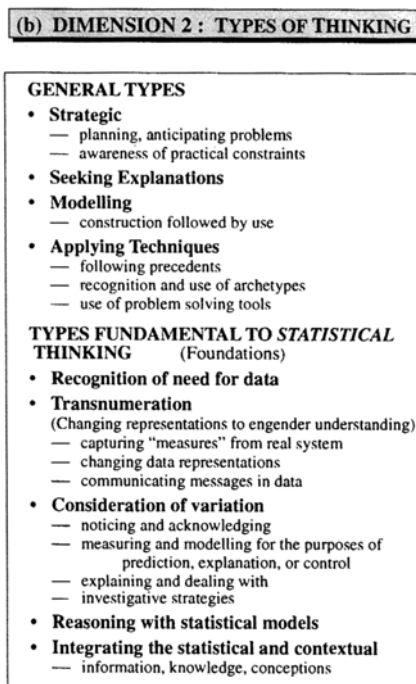 (b) DIMENSION 2 : TYPES OF THINKING
GENERAL TYPES
• Strategic
— planning, anticipating problems
— awareness of practical constraints
• Seeking Explanations
• Modelling
— construction followed by use
• Applying Techniques
— following precedents
— recognition and use of archetypes
— use of problem solving tools
TYPES FUNDAMENTAL TO STATISTICAL
THINKING (Foundations)
• Recognition of need for data
• Transnumeration
(Changing representations to engender understanding)
— capturing “measures” from real system
— changing data representations
— communicating messages in data
• Consideration of variation
— noticing and acknowledging
— measuring and modelling for the purposes of
prediction, explanation, or control
— explaining and dealing with
— investigative strategies
• Reasoning with statistical models
• Integrating the statistical and contextual
— information, knowledge, conceptions